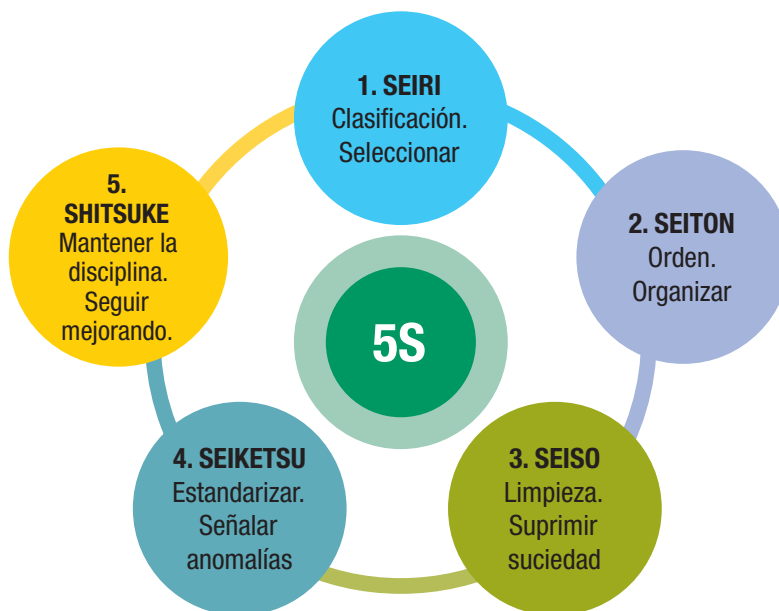 1. SEIRI
Clasificación.
Seleccionar
2. SEITON
Orden.
Organizar
3. SEISO
Limpieza.
Suprimir
suciedad
4. SEIKETSU
Estandarizar.
Señalar
anomalías
5.
SHITSUKE
Mantener la
disciplina.
Seguir
mejorando.
5S